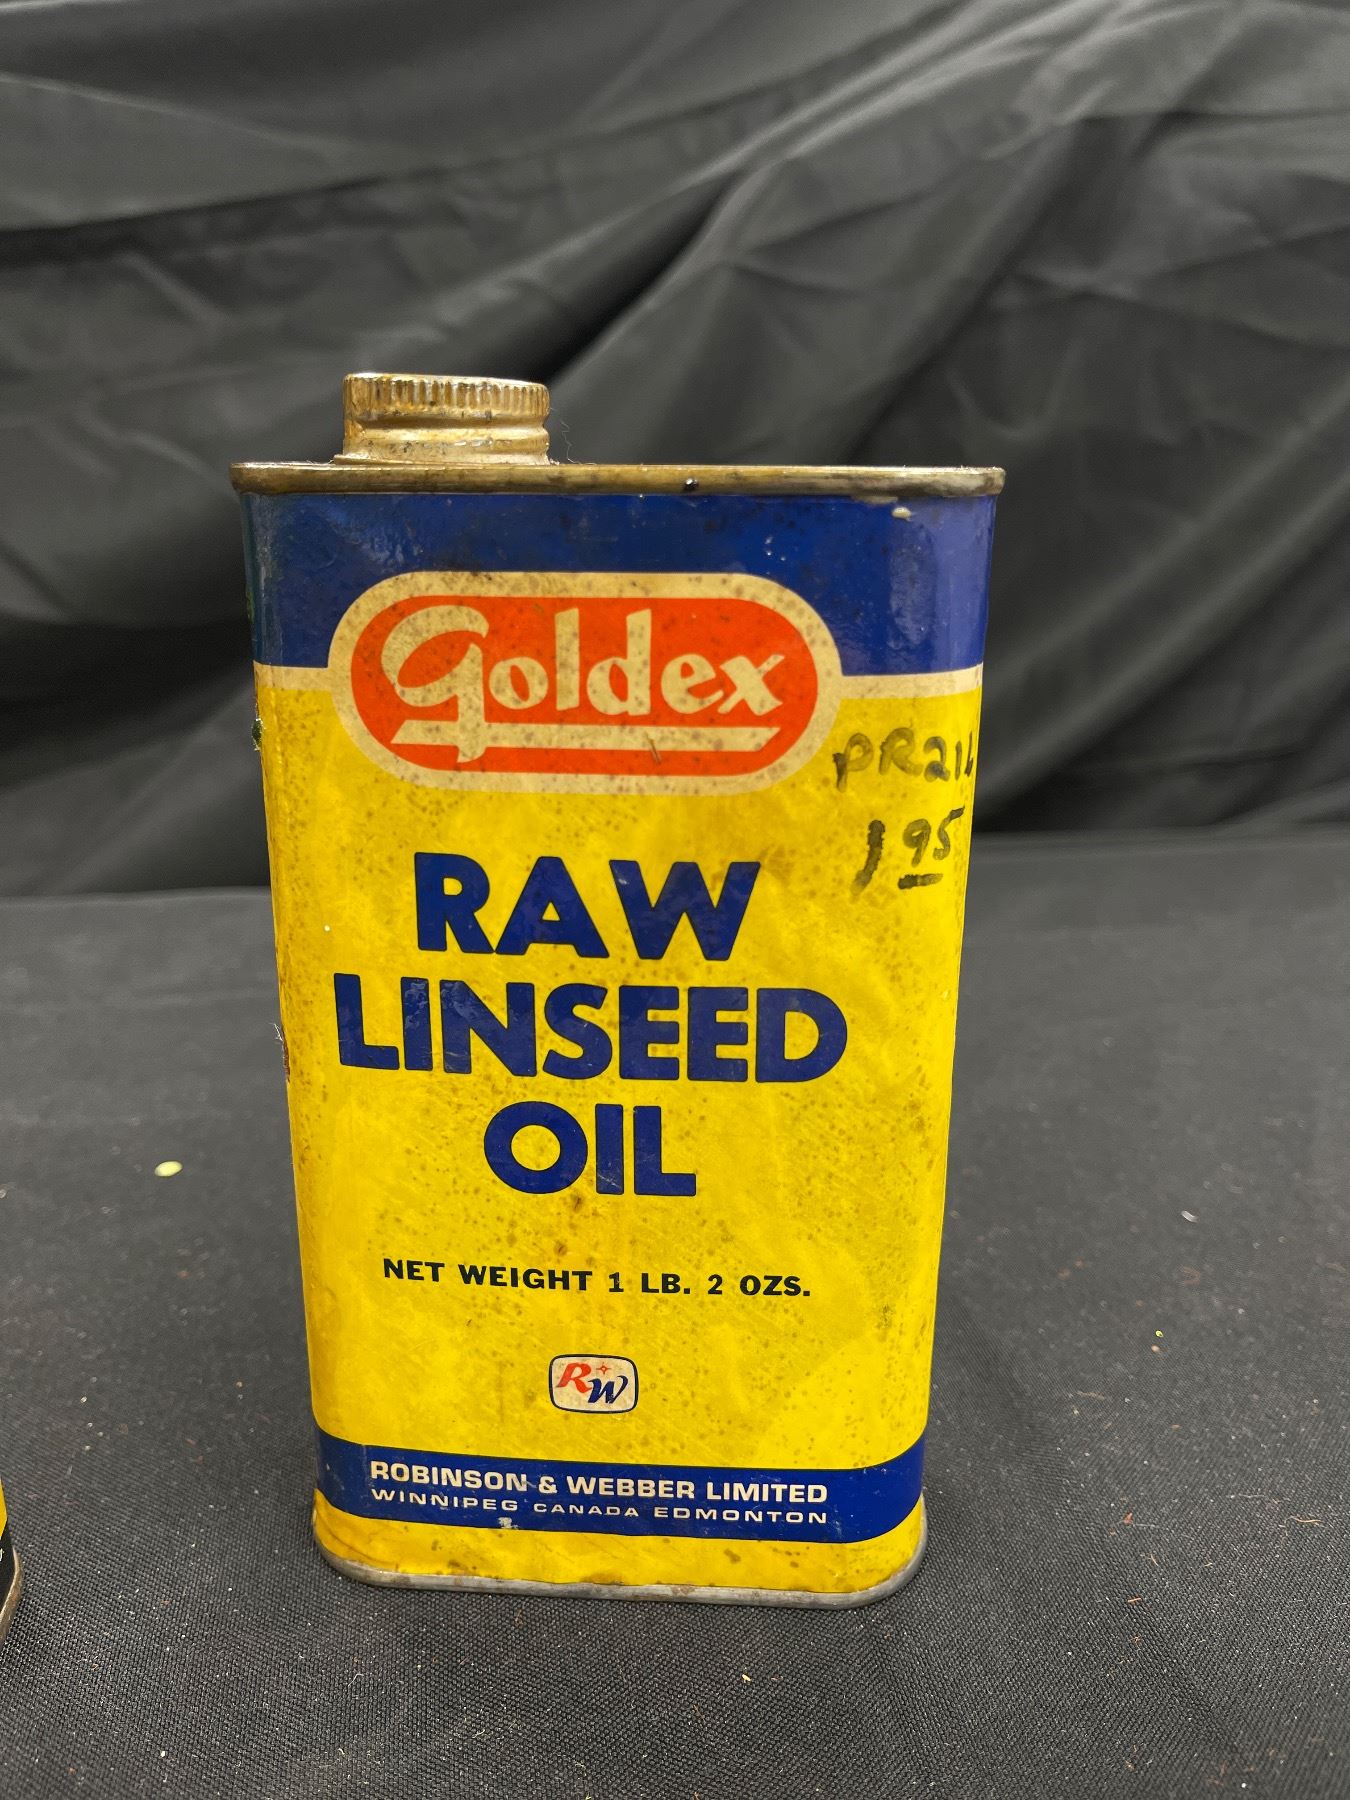 Goldex
PR216
1 95
RAW
LINSEED
OIL
NET WEIGHT 1 LB. 2 OZS.
RW
ROBINSON & WEBBER LIMITED
WINNIPEG CANADA EDMONTON